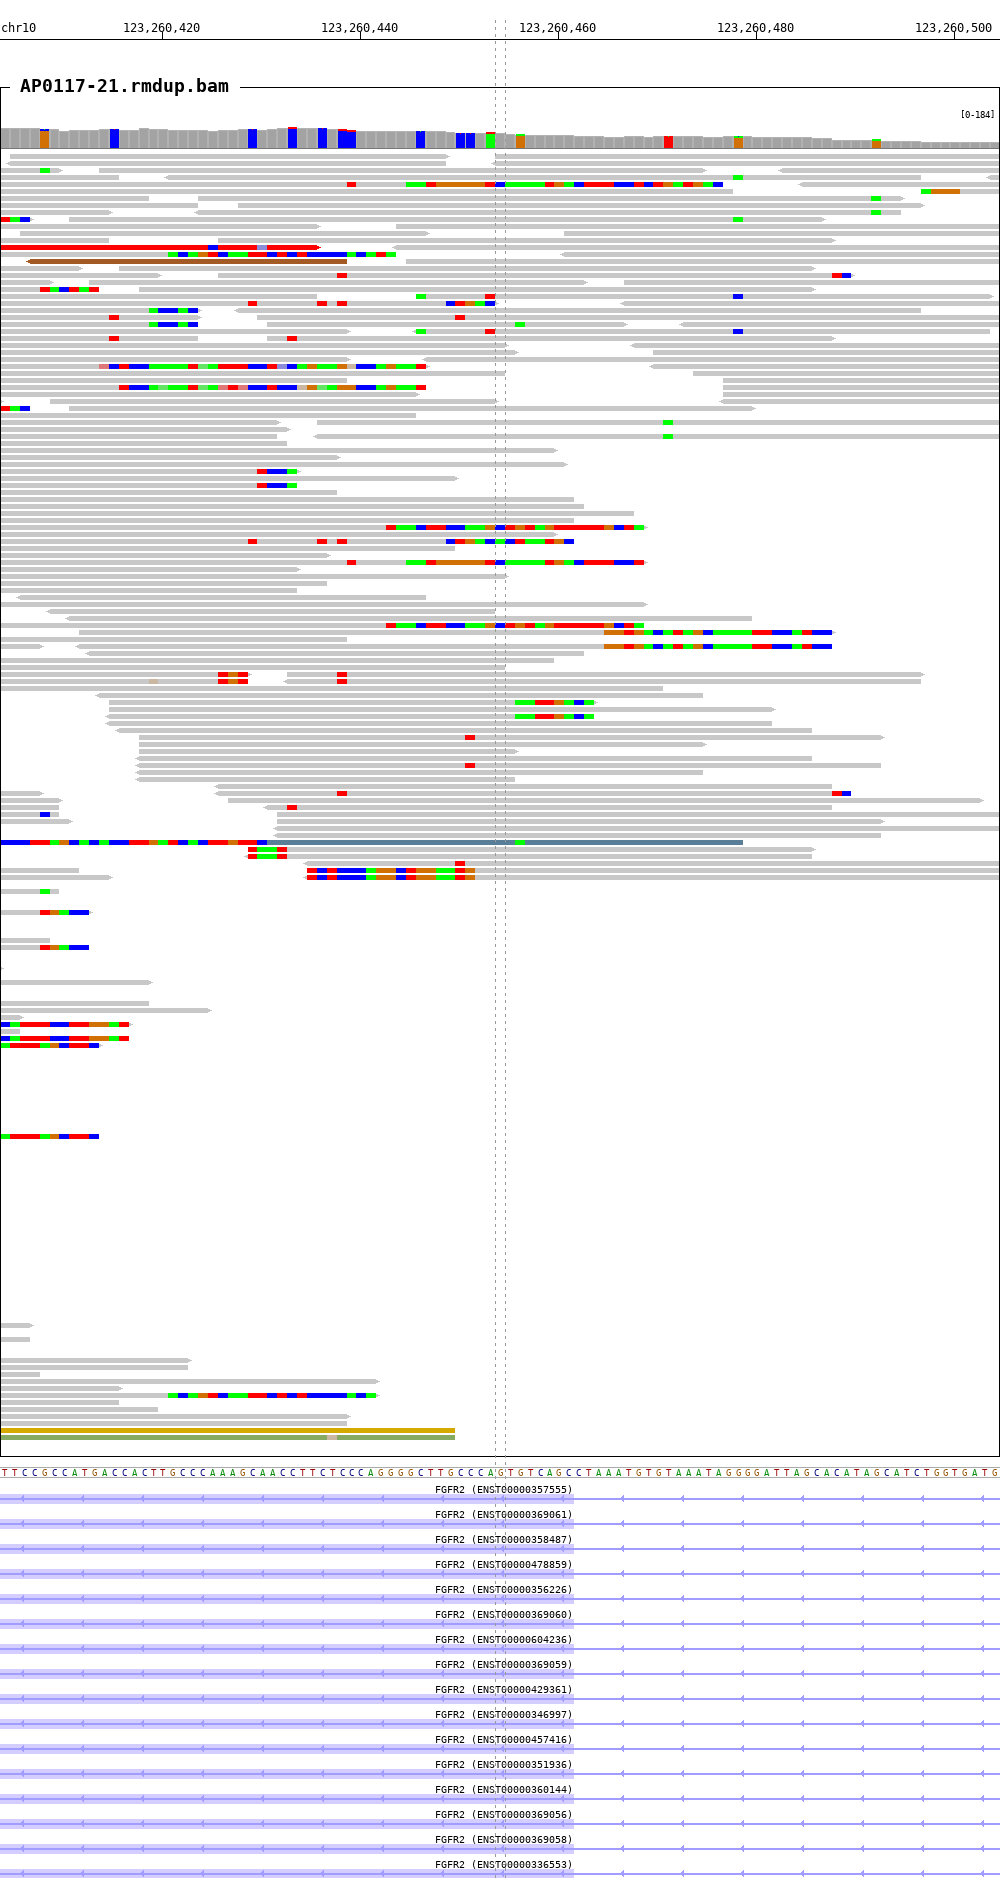 chr10 123,260,420 123,260,440 123,260,460 123,260,480 123,260,500
AP0117-21.rmdup.bam
[0-184]
TTCCGCCATGACCACTTGCCCAAAGCAACCTTCTCCCAGGGGCTTGCCCAGTGTCAGCCTAAATGTGTAAATAGGGGATTAGCACATAGCATCTGGTGATG
FGFR2 (ENST00000357555)
FGFR2 (ENST00000369061)
FGFR2 (ENST00000358487)
FGFR2 (ENST00000478859)
FGFR2 (ENST00000356226)
FGFR2 (ENST00000369060)
FGFR2 (ENST00000604236)
FGFR2 (ENST00000369059)
FGFR2 (ENST00000429361)
FGFR2 (ENST00000346997)
FGFR2 (ENST00000457416)
FGFR2 (ENST00000351936)
FGFR2 (ENST00000360144)
FGFR2 (ENST00000369056)
FGFR2 (ENST00000369058)
FGFR2 (ENST00000336553)